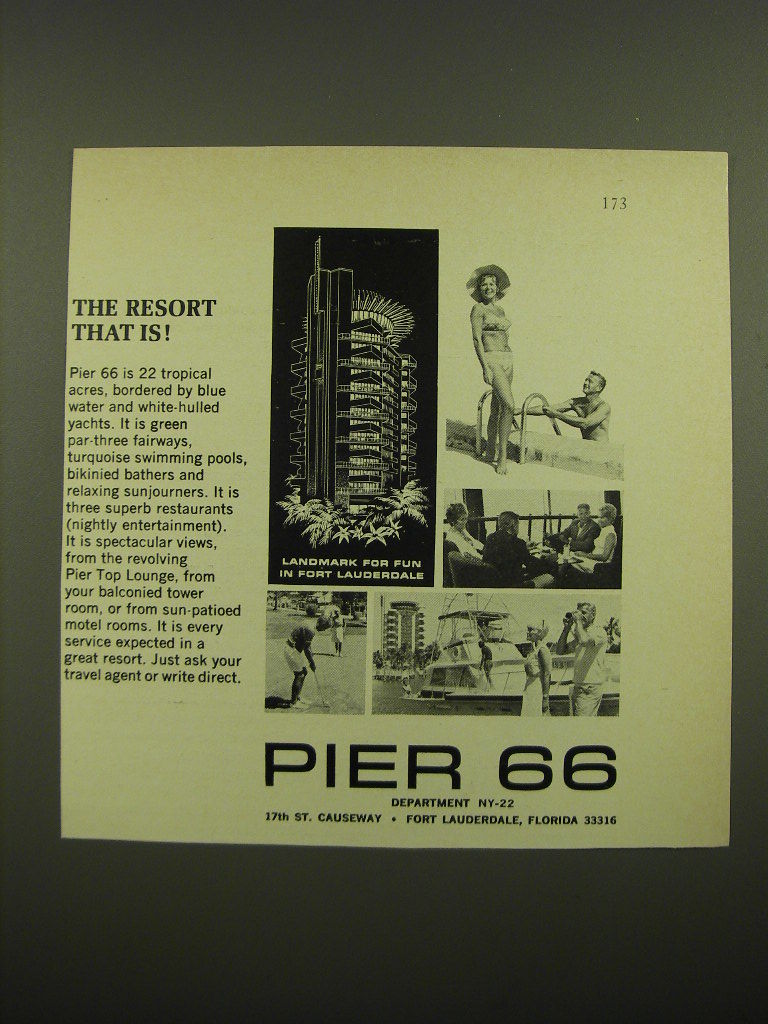 173
THE RESORT
THAT IS!
Pier 66 is 22 tropical
acres, bordered by blue
water and white-hulled
yachts. It is green
par-three fairways,
turquoise swimming pools,
bikinied bathers and
relaxing sunjourners. It is
three superb restaurants
(nightly entertainment).
It is spectacular views,
from the revolving
Pier Top Lounge, from
your balconied tower
room, or from sun-patioed
motel rooms. It is every
service expected in a
great resort. Just ask your
travel agent or write direct.
LANDMARK FOR FUN
IN FORT LAUDERDALE
PIER 66
DEPARTMENT NY-22
17th ST. CAUSEWAY • FORT LAUDERDALE, FLORIDA 33316